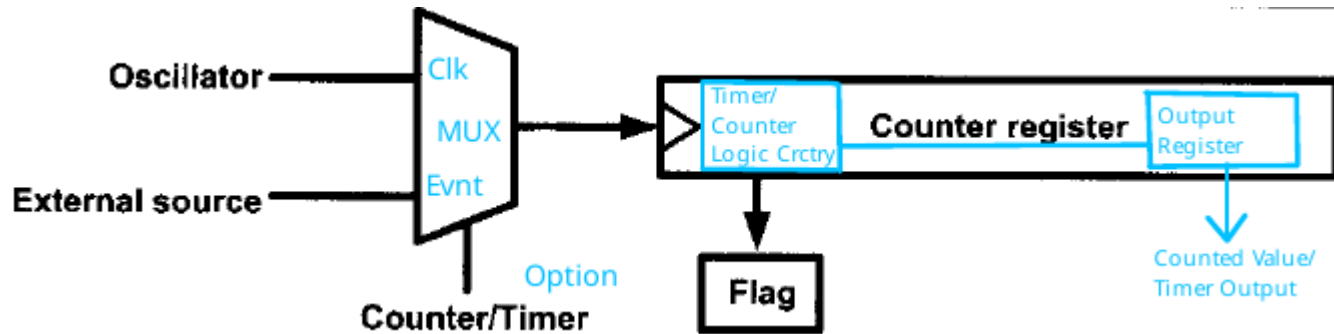 Oscillator
Clk
MUX
Evnt
External source
Option
Counter/Timer
Timer/
Counter
Logic Crctry
Counter register
Output
Register
Flag
Counted Value/
Timer Output